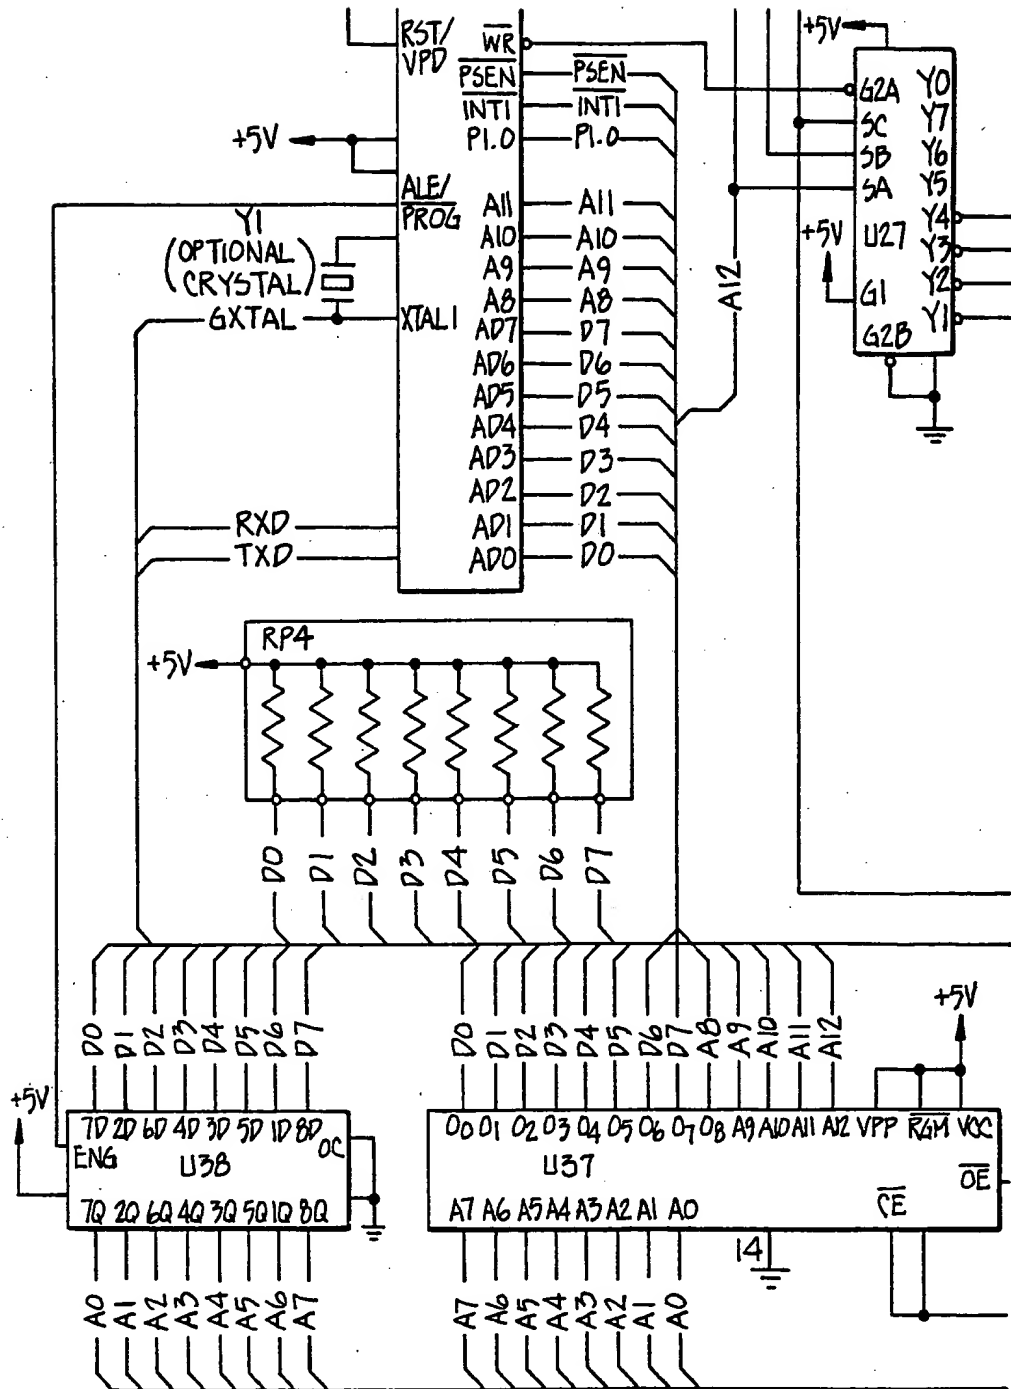 RST/
VPD
WR
PSEN
PSEN
INT1
INT1
P1.0
P1.0
+5V
ALE/
PROG
A11
A11
A10
A10
A9
A9
A8
A8
AD7
D7
AD6
D6
AD5
D5
AD4
D4
AD3
D3
AD2
D2
AD1
D1
AD0
D0
Y1
(OPTIONAL
CRYSTAL)
GXTAL
XTAL1
RXD
TXD
A12
+5V
G2A
Y0
SC
Y7
SB
Y6
SA
Y5
Y4
+5V
U27
Y3
Y2
G1
Y1
G2B
RP4
+5V
D0 D1 D2 D3 D4 D5 D6 D7
D0 D1 D2 D3 D4 D5 D6 D7
D0 D1 D2 D3 D4 D5 D6 D7 A8 A9 A10 A11 A12
+5V
+5V
7D 2D 6D 4D 3D 5D 1D 8D OC
ENG
U38
7Q 2Q 6Q 4Q 3Q 5Q 1Q 8Q
O0 O1 O2 O3 O4 O5 O6 O7 O8 A9 A10 A11 A12 VPP RGM VCC
U37
OE
A7 A6 A5 A4 A3 A2 A1 A0
CE
14
A0 A1 A2 A3 A4 A5 A6 A7
A7 A6 A5 A4 A3 A2 A1 A0